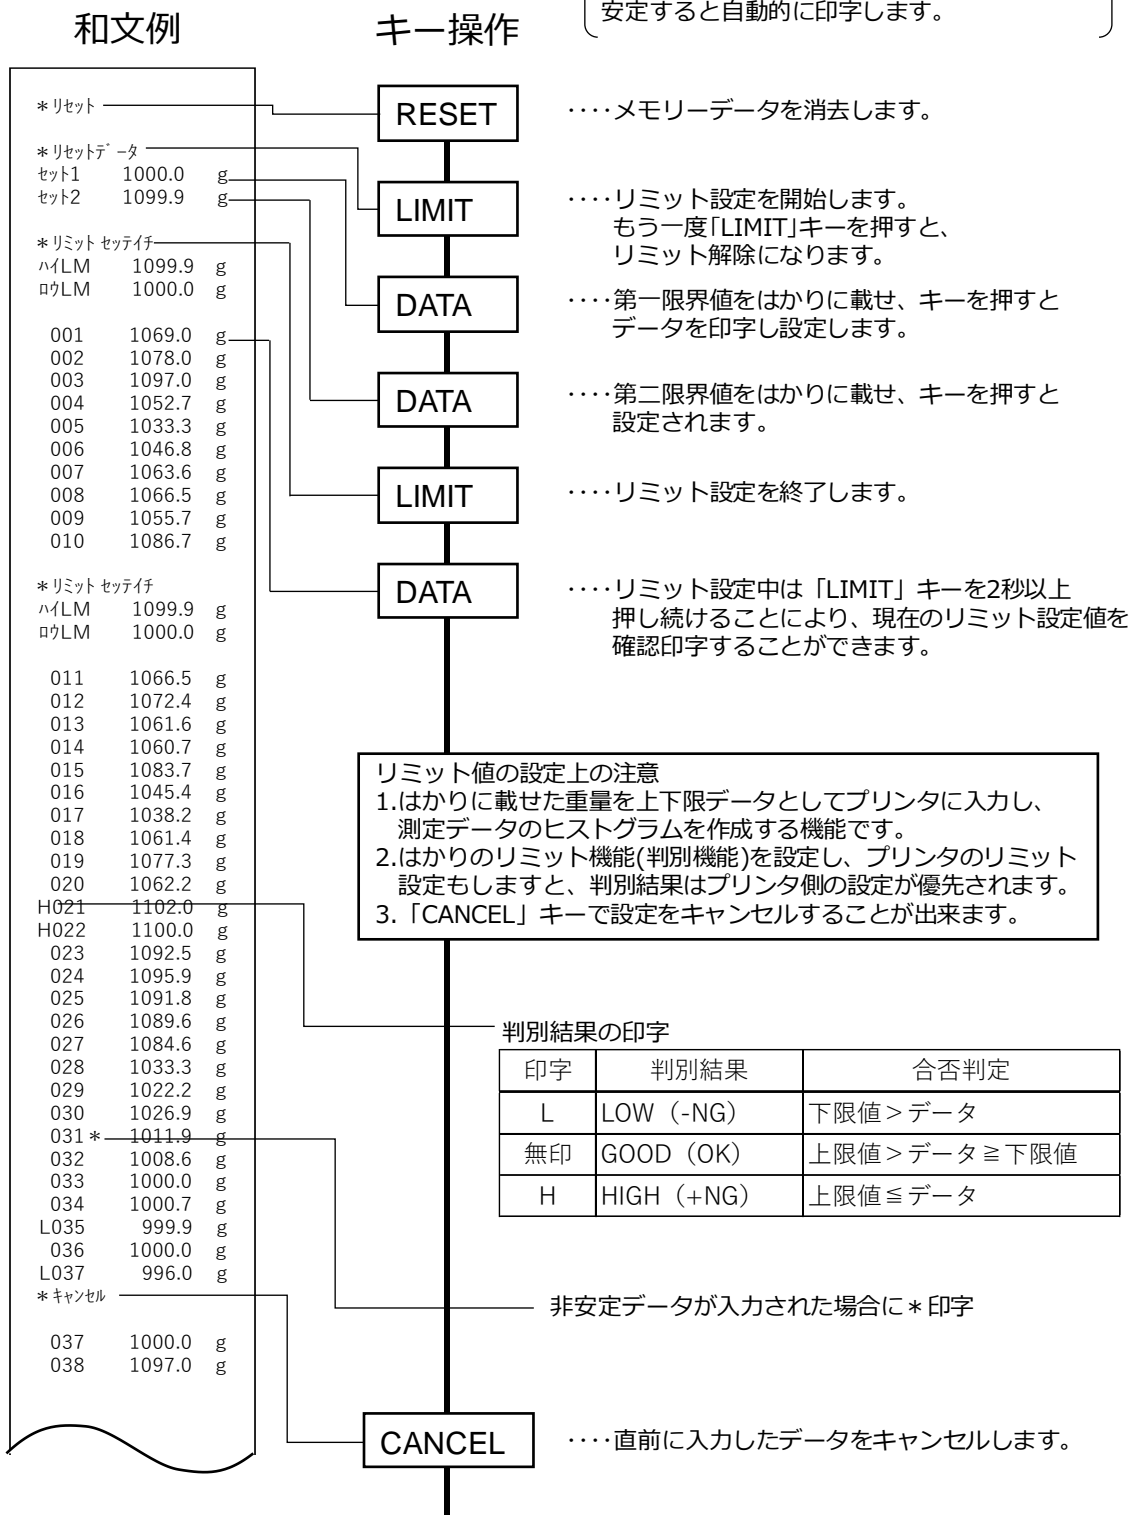 安定すると自動的に印字します。
和文例
キー操作
＊ﾘｾｯﾄ
＊ﾘｾｯﾄﾃﾞｰﾀ
ｾｯﾄ1 1000.0 g
ｾｯﾄ2 1099.9 g
＊ﾘﾐｯﾄ ｾｯﾃｲﾁ
ﾊｲLM 1099.9 g
ﾛｳLM 1000.0 g
001 1069.0 g
002 1078.0 g
003 1097.0 g
004 1052.7 g
005 1033.3 g
006 1046.8 g
007 1063.6 g
008 1066.5 g
009 1055.7 g
010 1086.7 g
＊ﾘﾐｯﾄ ｾｯﾃｲﾁ
ﾊｲLM 1099.9 g
ﾛｳLM 1000.0 g
011 1066.5 g
012 1072.4 g
013 1061.6 g
014 1060.7 g
015 1083.7 g
016 1045.4 g
017 1038.2 g
018 1061.4 g
019 1077.3 g
020 1062.2 g
H021 1102.0 g
H022 1100.0 g
023 1092.5 g
024 1095.9 g
025 1091.8 g
026 1089.6 g
027 1084.6 g
028 1033.3 g
029 1022.2 g
030 1026.9 g
031＊ 1011.9 g
032 1008.6 g
033 1000.0 g
034 1000.7 g
L035 999.9 g
036 1000.0 g
L037 996.0 g
＊ｷｬﾝｾﾙ
037 1000.0 g
038 1097.0 g
RESET ････メモリーデータを消去します。
LIMIT ････リミット設定を開始します。
もう一度｢LIMIT｣キーを押すと、
リミット解除になります。
DATA ････第一限界値をはかりに載せ、キーを押すと
データを印字し設定します。
DATA ････第二限界値をはかりに載せ、キーを押すと
設定されます。
LIMIT ････リミット設定を終了します。
DATA ････リミット設定中は「LIMIT」キーを2秒以上
押し続けることにより、現在のリミット設定値を
確認印字することができます。
リミット値の設定上の注意
1.はかりに載せた重量を上下限データとしてプリンタに入力し、
測定データのヒストグラムを作成する機能です。
2.はかりのリミット機能(判別機能)を設定し、プリンタのリミット
設定もしますと、判別結果はプリンタ側の設定が優先されます。
3.「CANCEL」キーで設定をキャンセルすることが出来ます。
判別結果の印字
印字 判別結果 合否判定
L LOW（-NG） 下限値＞データ
無印 GOOD（OK） 上限値＞データ≧下限値
H HIGH（+NG） 上限値≦データ
非安定データが入力された場合に＊印字
CANCEL ････直前に入力したデータをキャンセルします。